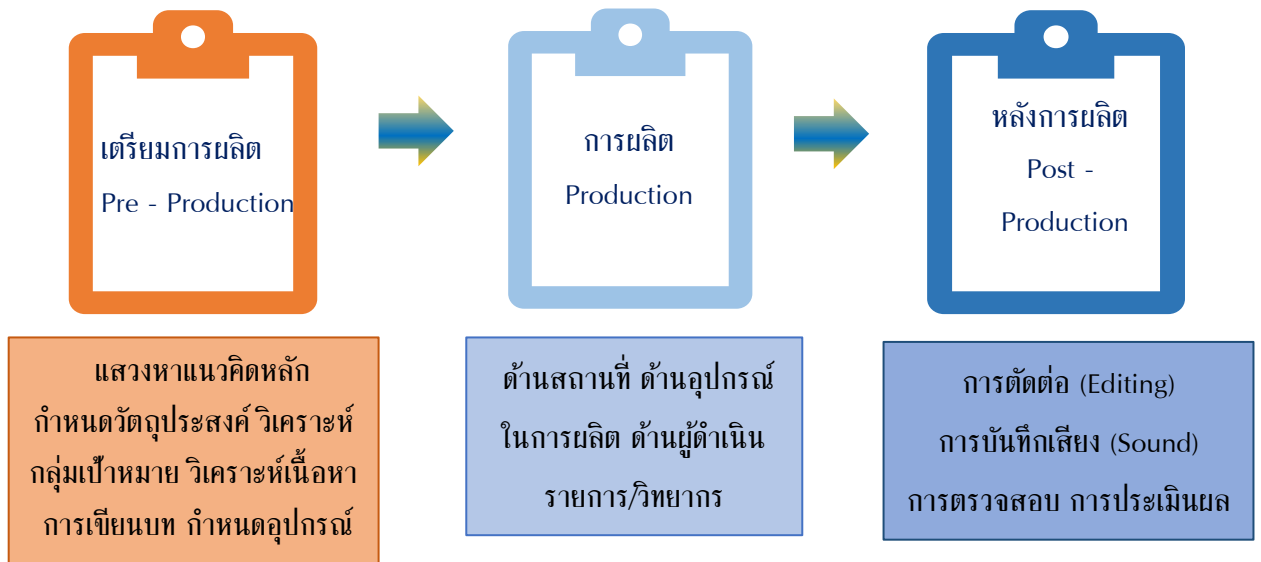 เตรียมการผลิต
Pre - Production
การผลิต
Production
หลังการผลิต
Post -
Production
แสวงหาแนวคิดหลัก
กำหนดวัตถุประสงค์ วิเคราะห์
กลุ่มเป้าหมาย วิเคราะห์เนื้อหา
การเขียนบท กำหนดอุปกรณ์
ด้านสถานที่ ด้านอุปกรณ์
ในการผลิต ด้านผู้ดำเนิน
รายการ/วิทยากร
การตัดต่อ (Editing)
การบันทึกเสียง (Sound)
การตรวจสอบ การประเมินผล